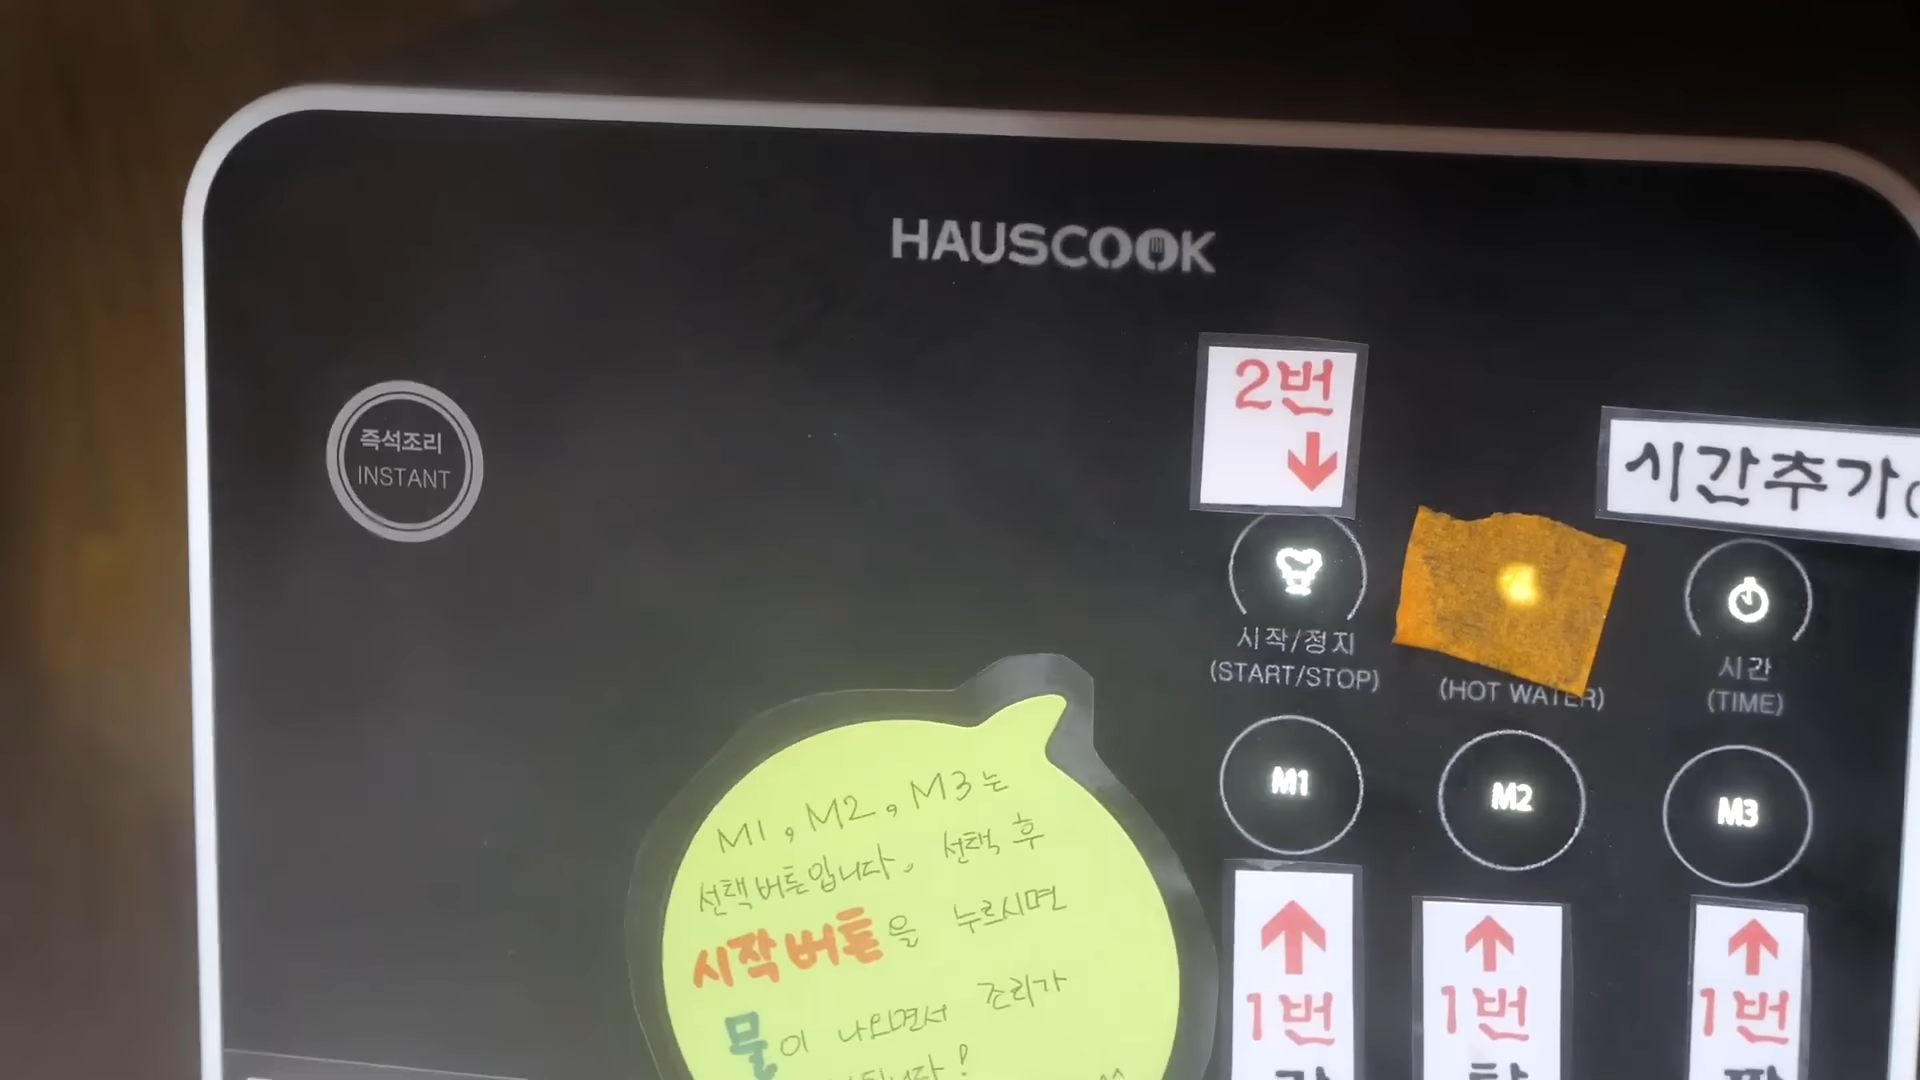 HAUSCOOK
2번
시간추가
즉석조리
INSTANT
시작/정지
(START/STOP)
(HOT WATER)
시간
(TIME)
M1
M2
M3
M1, M2, M3는
선택버튼입니다. 선택 후
시작버튼을 누르시면
물이 나오면서 조리가
1번
1번
1번